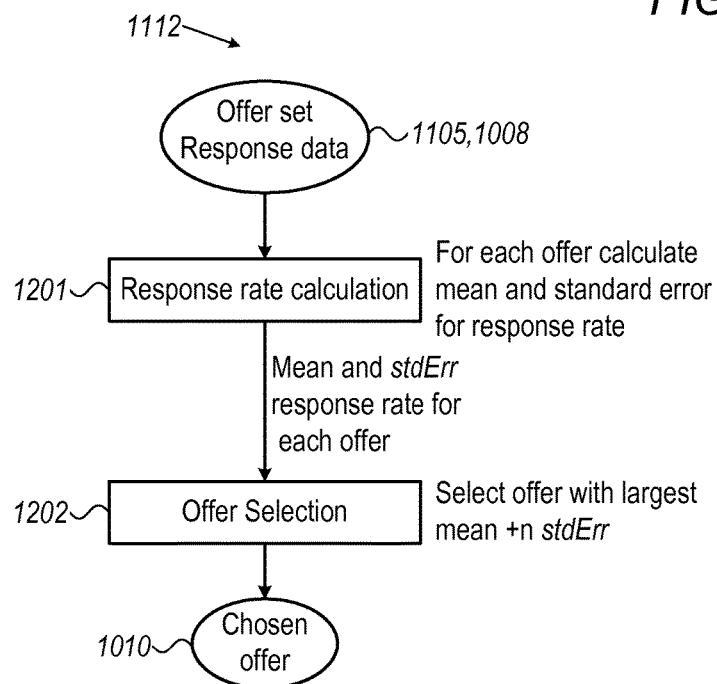 FIG
1112
Offer set
Response data
1105,1008
1201
Response rate calculation
For each offer calculate
mean and standard error
for response rate
Mean and stdErr
response rate for
each offer
1202
Offer Selection
Select offer with largest
mean +n stdErr
1010
Chosen
offer